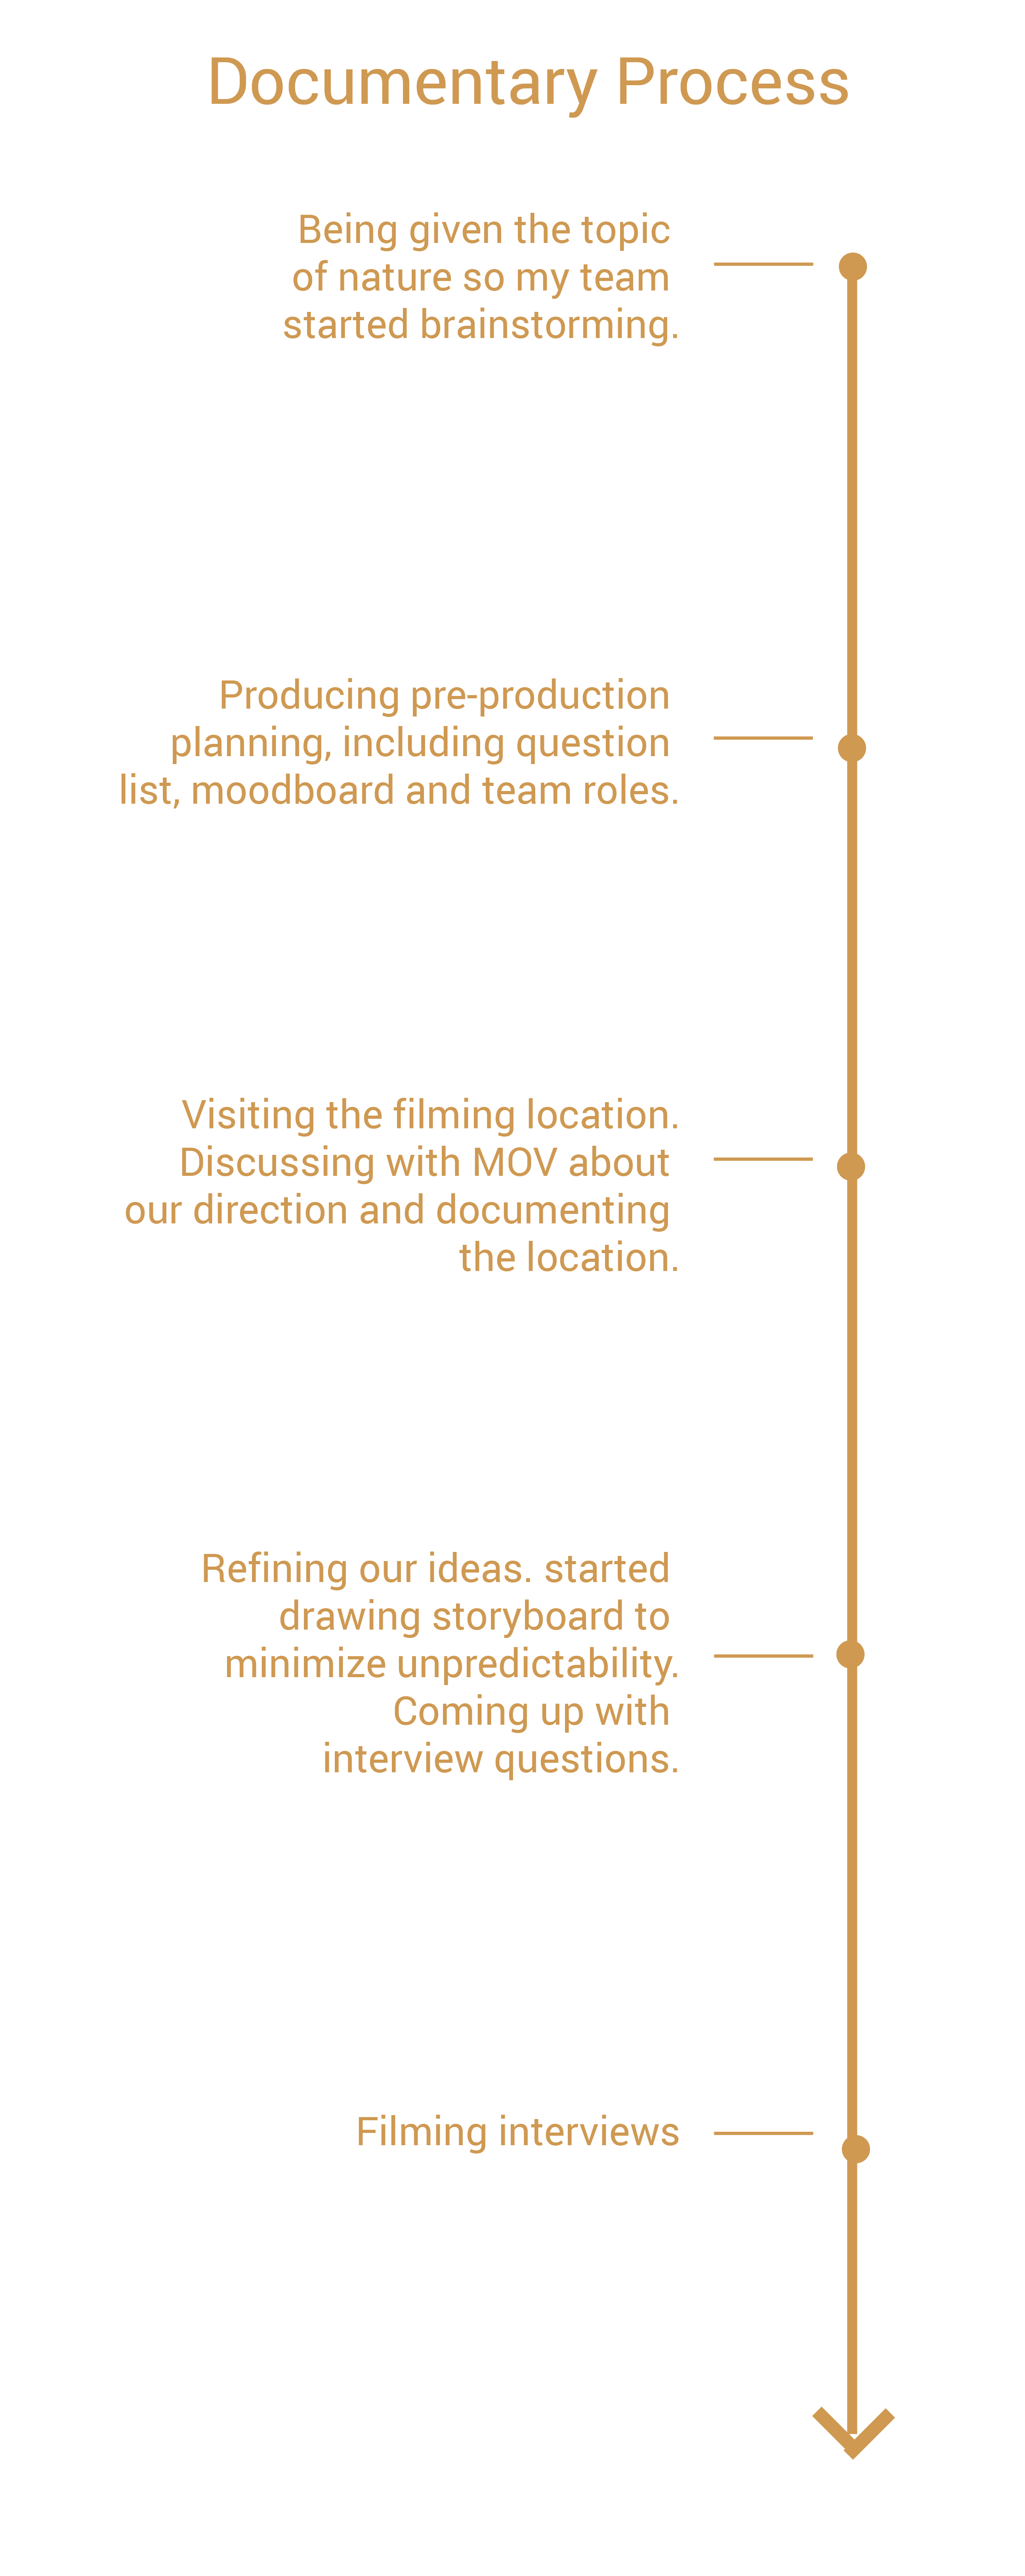 Documentary Process
Being given the topic
of nature so my team
started brainstorming.
Producing pre-production
planning, including question
list, moodboard and team roles.
Visiting the filming location.
Discussing with MOV about
our direction and documenting
the location.
Refining our ideas. started
drawing storyboard to
minimize unpredictability.
Coming up with
interview questions.
Filming interviews